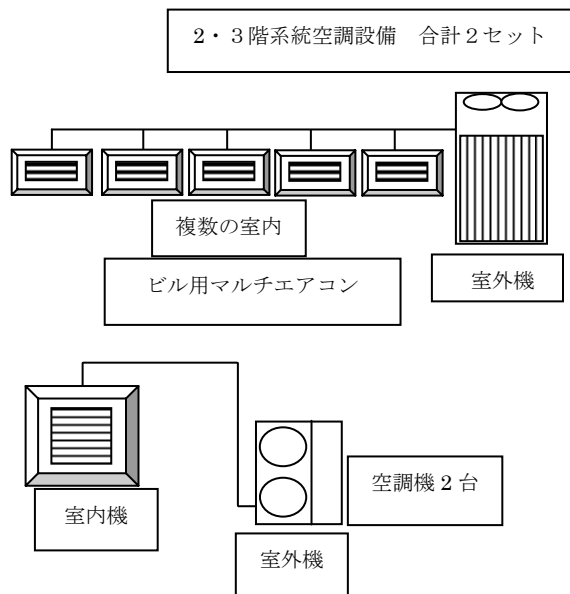 2・3階系統空調設備　合計２セット
複数の室内
室外機
ビル用マルチエアコン
空調機 2 台
室内機
室外機